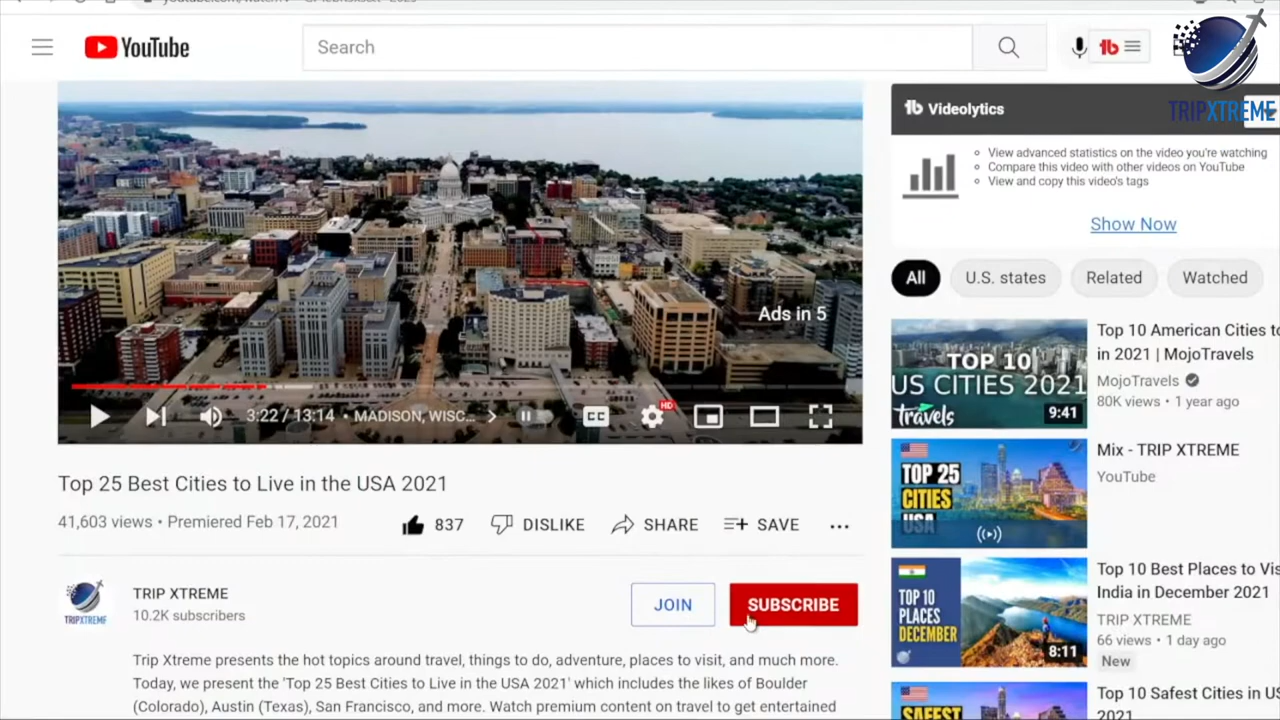 YouTube
Search
TRIPXTREME
Videolytics
View advanced statistics on the video you're watching
Compare this video with other videos on YouTube
View and copy this video's tags
Show Now
All
U.S. states
Related
Watched
Ads in 5
3:22 / 13:14 • MADISON, WISC...
CC
HD
Top 25 Best Cities to Live in the USA 2021
41,603 views • Premiered Feb 17, 2021
837
DISLIKE
SHARE
SAVE
TRIP XTREME
10.2K subscribers
TRIPXTREME
JOIN
SUBSCRIBE
Trip Xtreme presents the hot topics around travel, things to do, adventure, places to visit, and much more.
Today, we present the 'Top 25 Best Cities to Live in the USA 2021' which includes the likes of Boulder
(Colorado), Austin (Texas), San Francisco, and more. Watch premium content on travel to get entertained
TOP 10
US CITIES 2021
travels
9:41
Top 10 American Cities to
in 2021 | MojoTravels
MojoTravels
80K views • 1 year ago
TOP 25
CITIES
USA
Mix - TRIP XTREME
YouTube
TOP 10
PLACES
DECEMBER
8:11
Top 10 Best Places to Vis
India in December 2021
TRIP XTREME
66 views • 1 day ago
New
SAFEST
Top 10 Safest Cities in US
2021